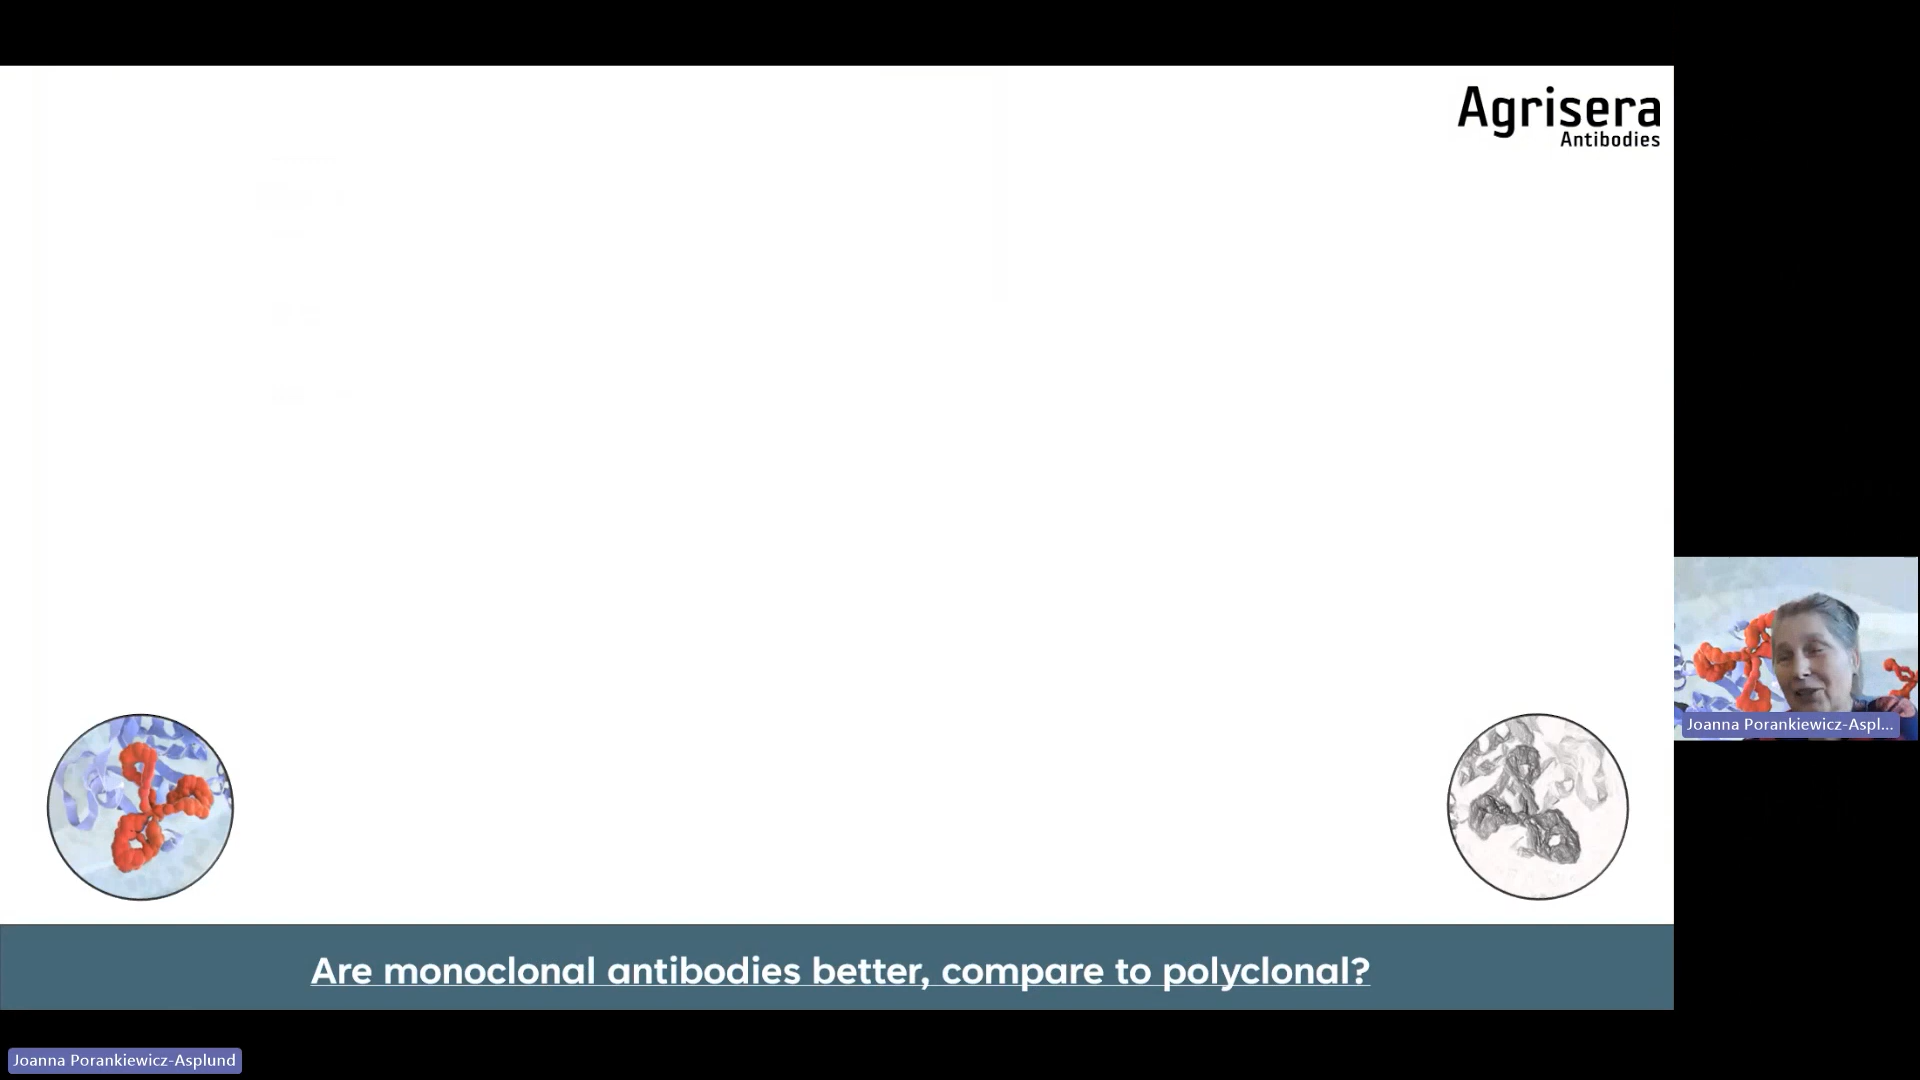 Agrisera
Antibodies
Joanna Porankiewicz-Aspl...
Are monoclonal antibodies better, compare to polyclonal?
Joanna Porankiewicz-Asplund